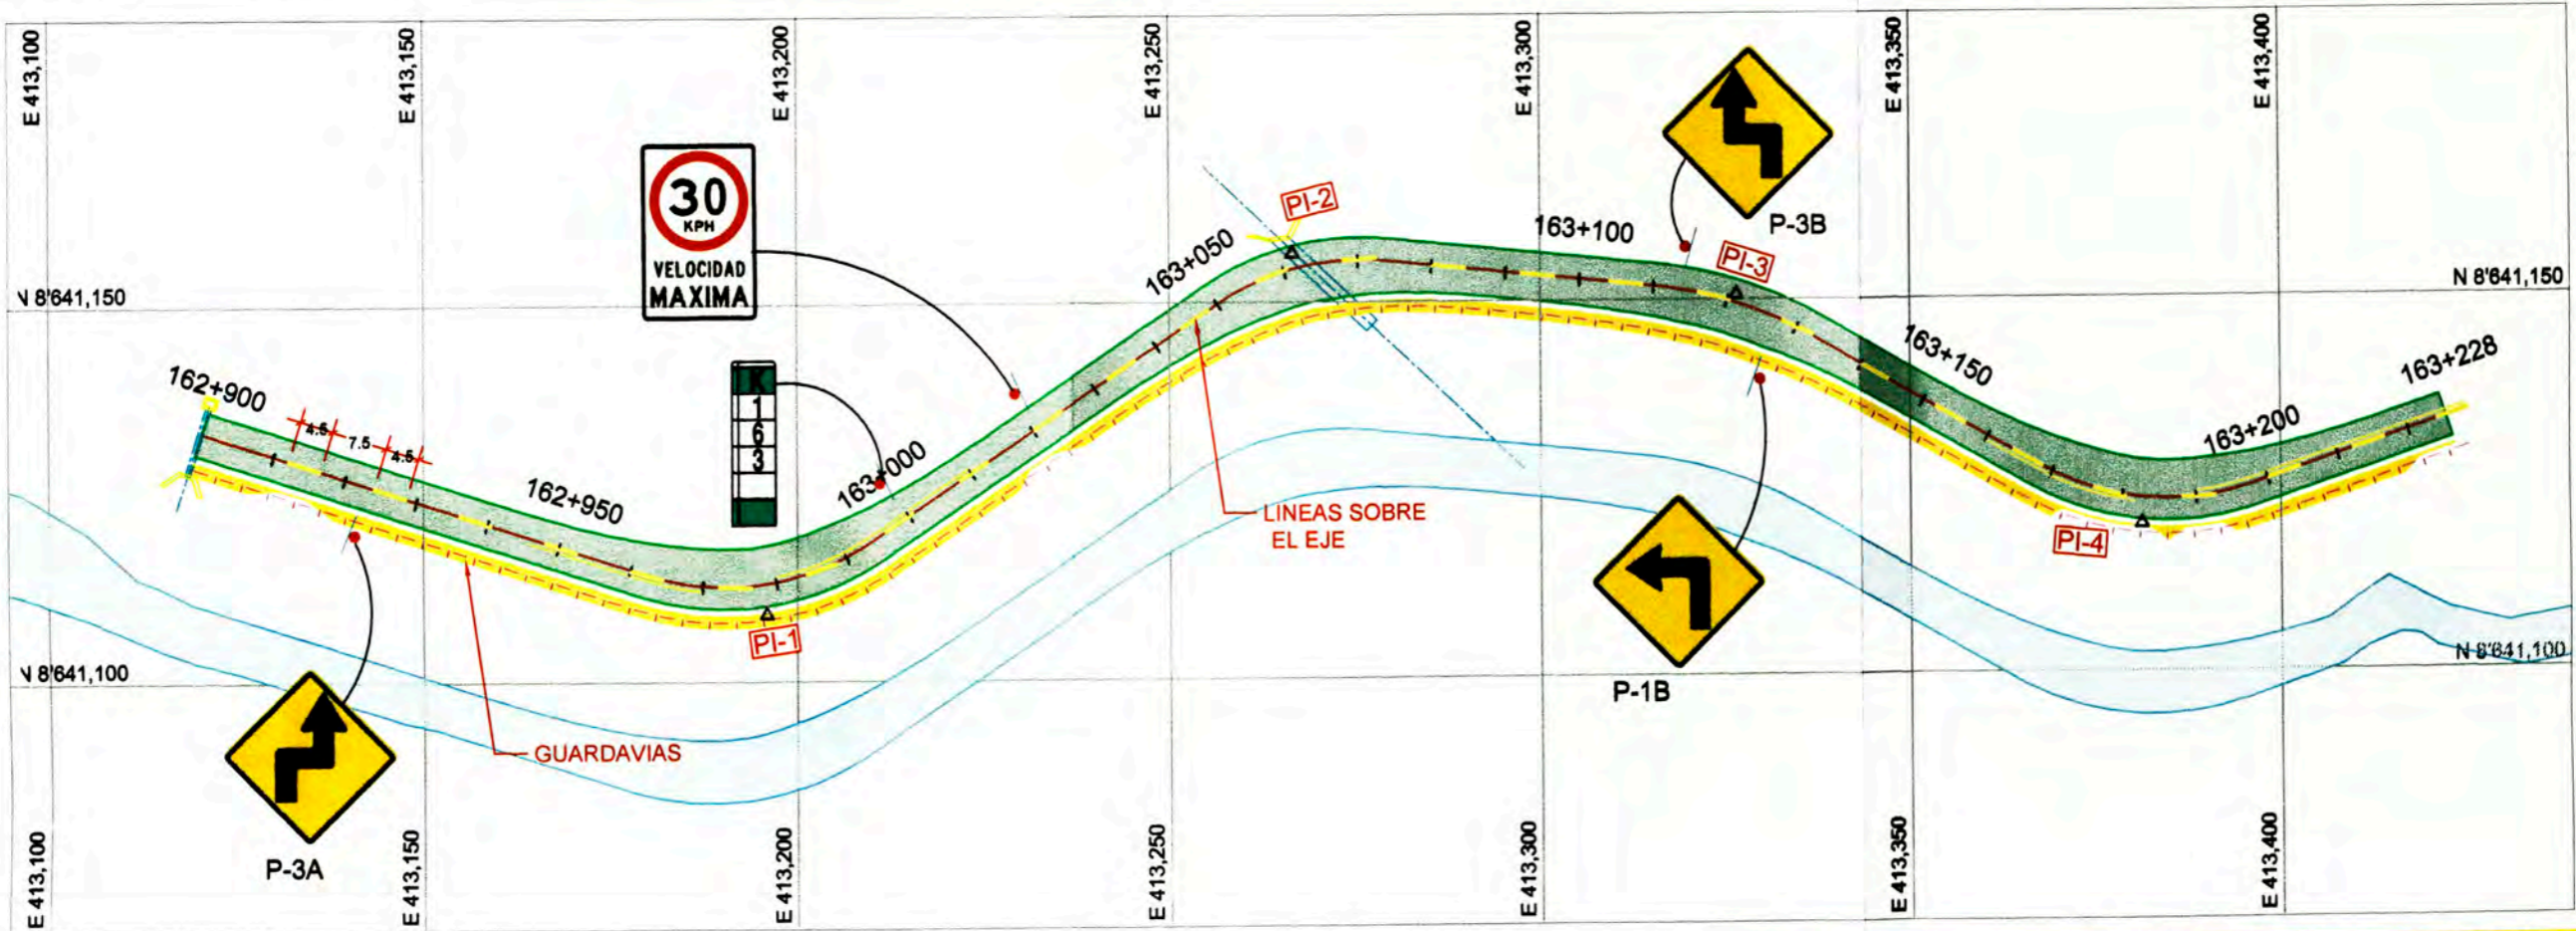 E 413,100
E 413,150
E 413,200
E 413,250
E 413,300
E 413,350
E 413,400
30
KPH
VELOCIDAD
MAXIMA
P-3B
PI-2
163+100
PI-3
163+050
N 8'641,150
N 8'641,150
162+900
163+150
163+228
4.5
7.5
4.5
K
1
6
3
162+950
163+000
163+200
LINEAS SOBRE
EL EJE
PI-4
PI-1
N 8'641,100
N 8'641,100
P-1B
GUARDAVIAS
P-3A
E 413,100
E 413,150
E 413,200
E 413,250
E 413,300
E 413,350
E 413,400